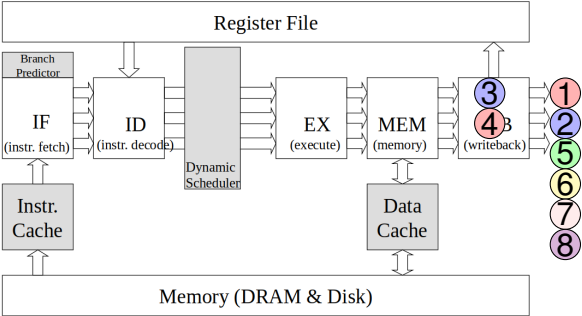 Register File
Branch
Predictor
IF
(instr. fetch)
ID
(instr. decode)
Dynamic
Scheduler
EX
(execute)
MEM
(memory)
B
(writeback)
3
4
1
2
5
6
7
8
Instr.
Cache
Data
Cache
Memory (DRAM & Disk)